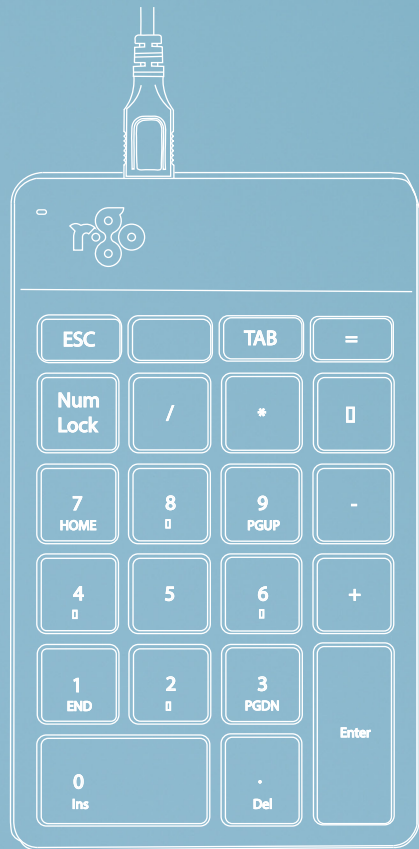 rgo
ESC TAB =
Num
Lock / * ▯
7 8 9 -
HOME ▯ PGUP
4 5 6 +
▯ ▯
1 2 3
END ▯ PGDN
Enter
0 .
Ins Del